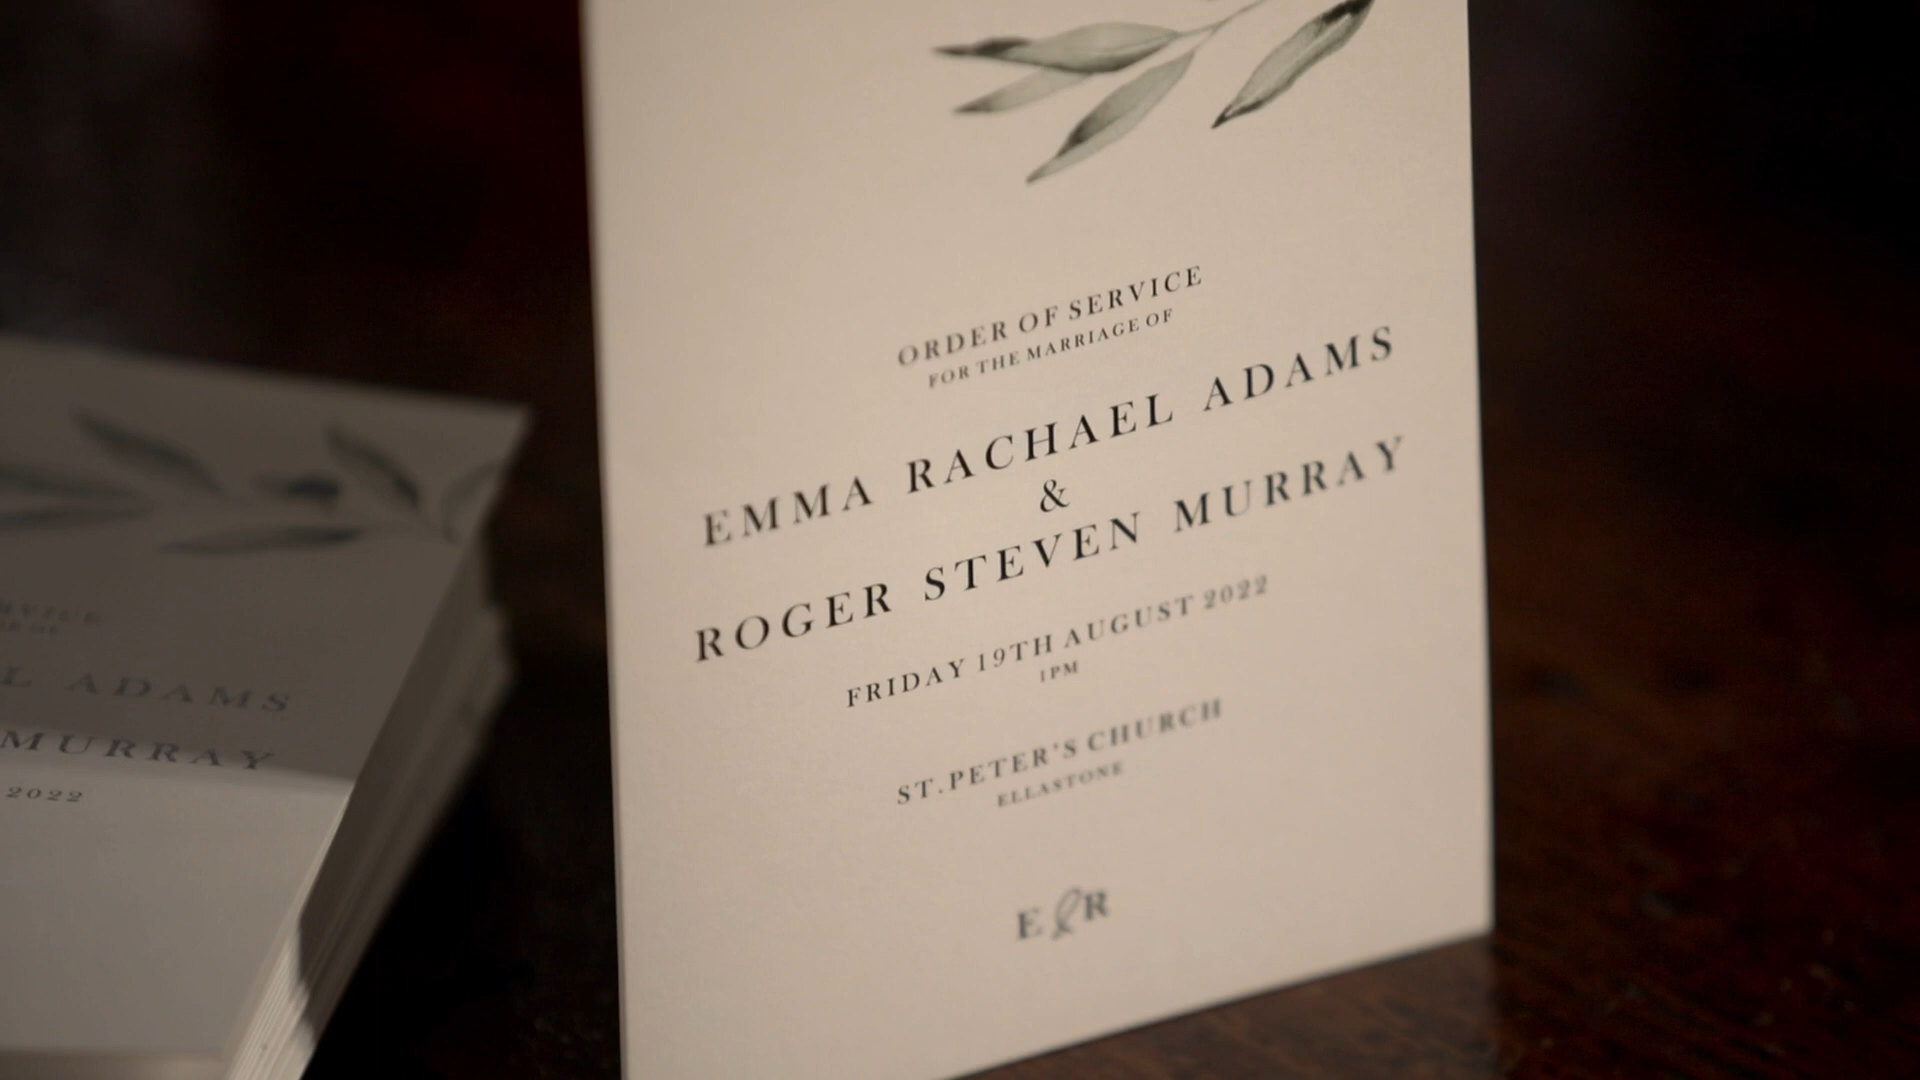 ORDER OF SERVICE
FOR THE MARRIAGE OF
EMMA RACHAEL ADAMS
&
ROGER STEVEN MURRAY
FRIDAY 19TH AUGUST 2022
1PM
ST.PETER'S CHURCH
ELLASTONE
E & R
RVICE
L ADAMS
MURRAY
2022